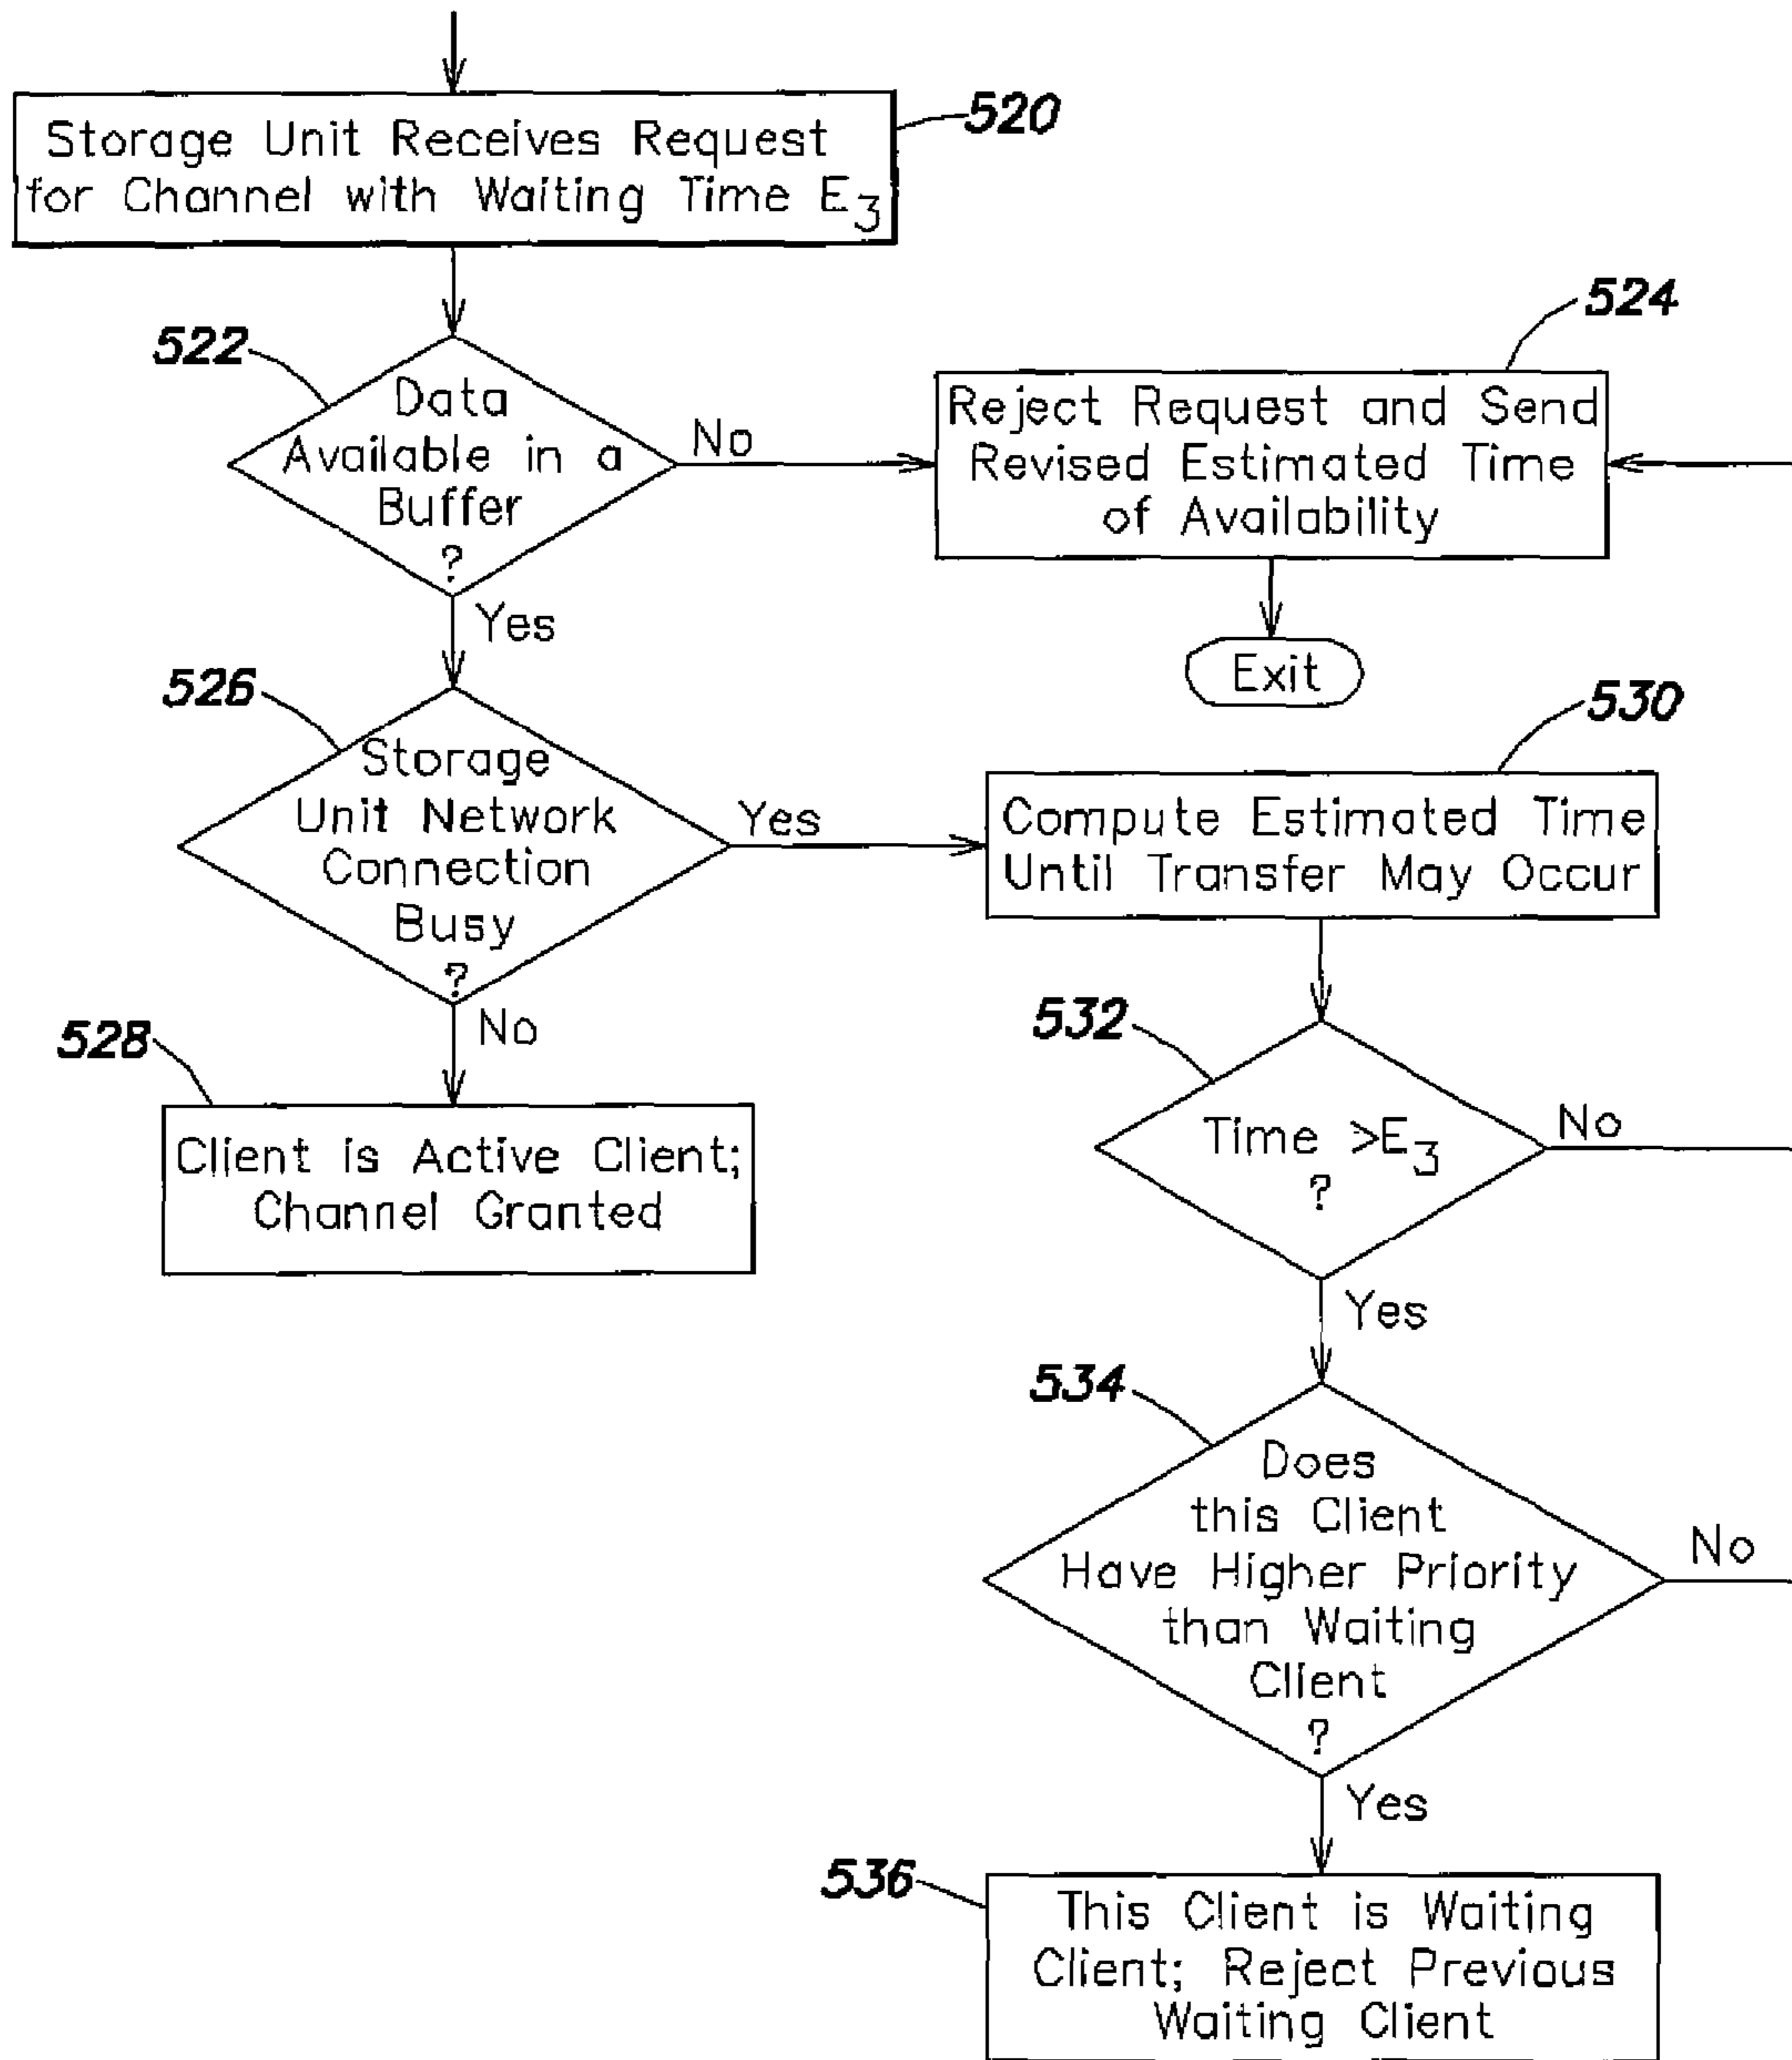 520
Storage Unit Receives Request
for Channel with Waiting Time E3
522
Data
Available in a
Buffer
?
No
Yes
524
Reject Request and Send
Revised Estimated Time
of Availability
Exit
526
Storage
Unit Network
Connection
Busy
?
Yes
No
528
Client is Active Client;
Channel Granted
530
Compute Estimated Time
Until Transfer May Occur
532
Time >E3
?
No
Yes
534
Does
this Client
Have Higher Priority
than Waiting
Client
?
No
Yes
536
This Client is Waiting
Client; Reject Previous
Waiting Client